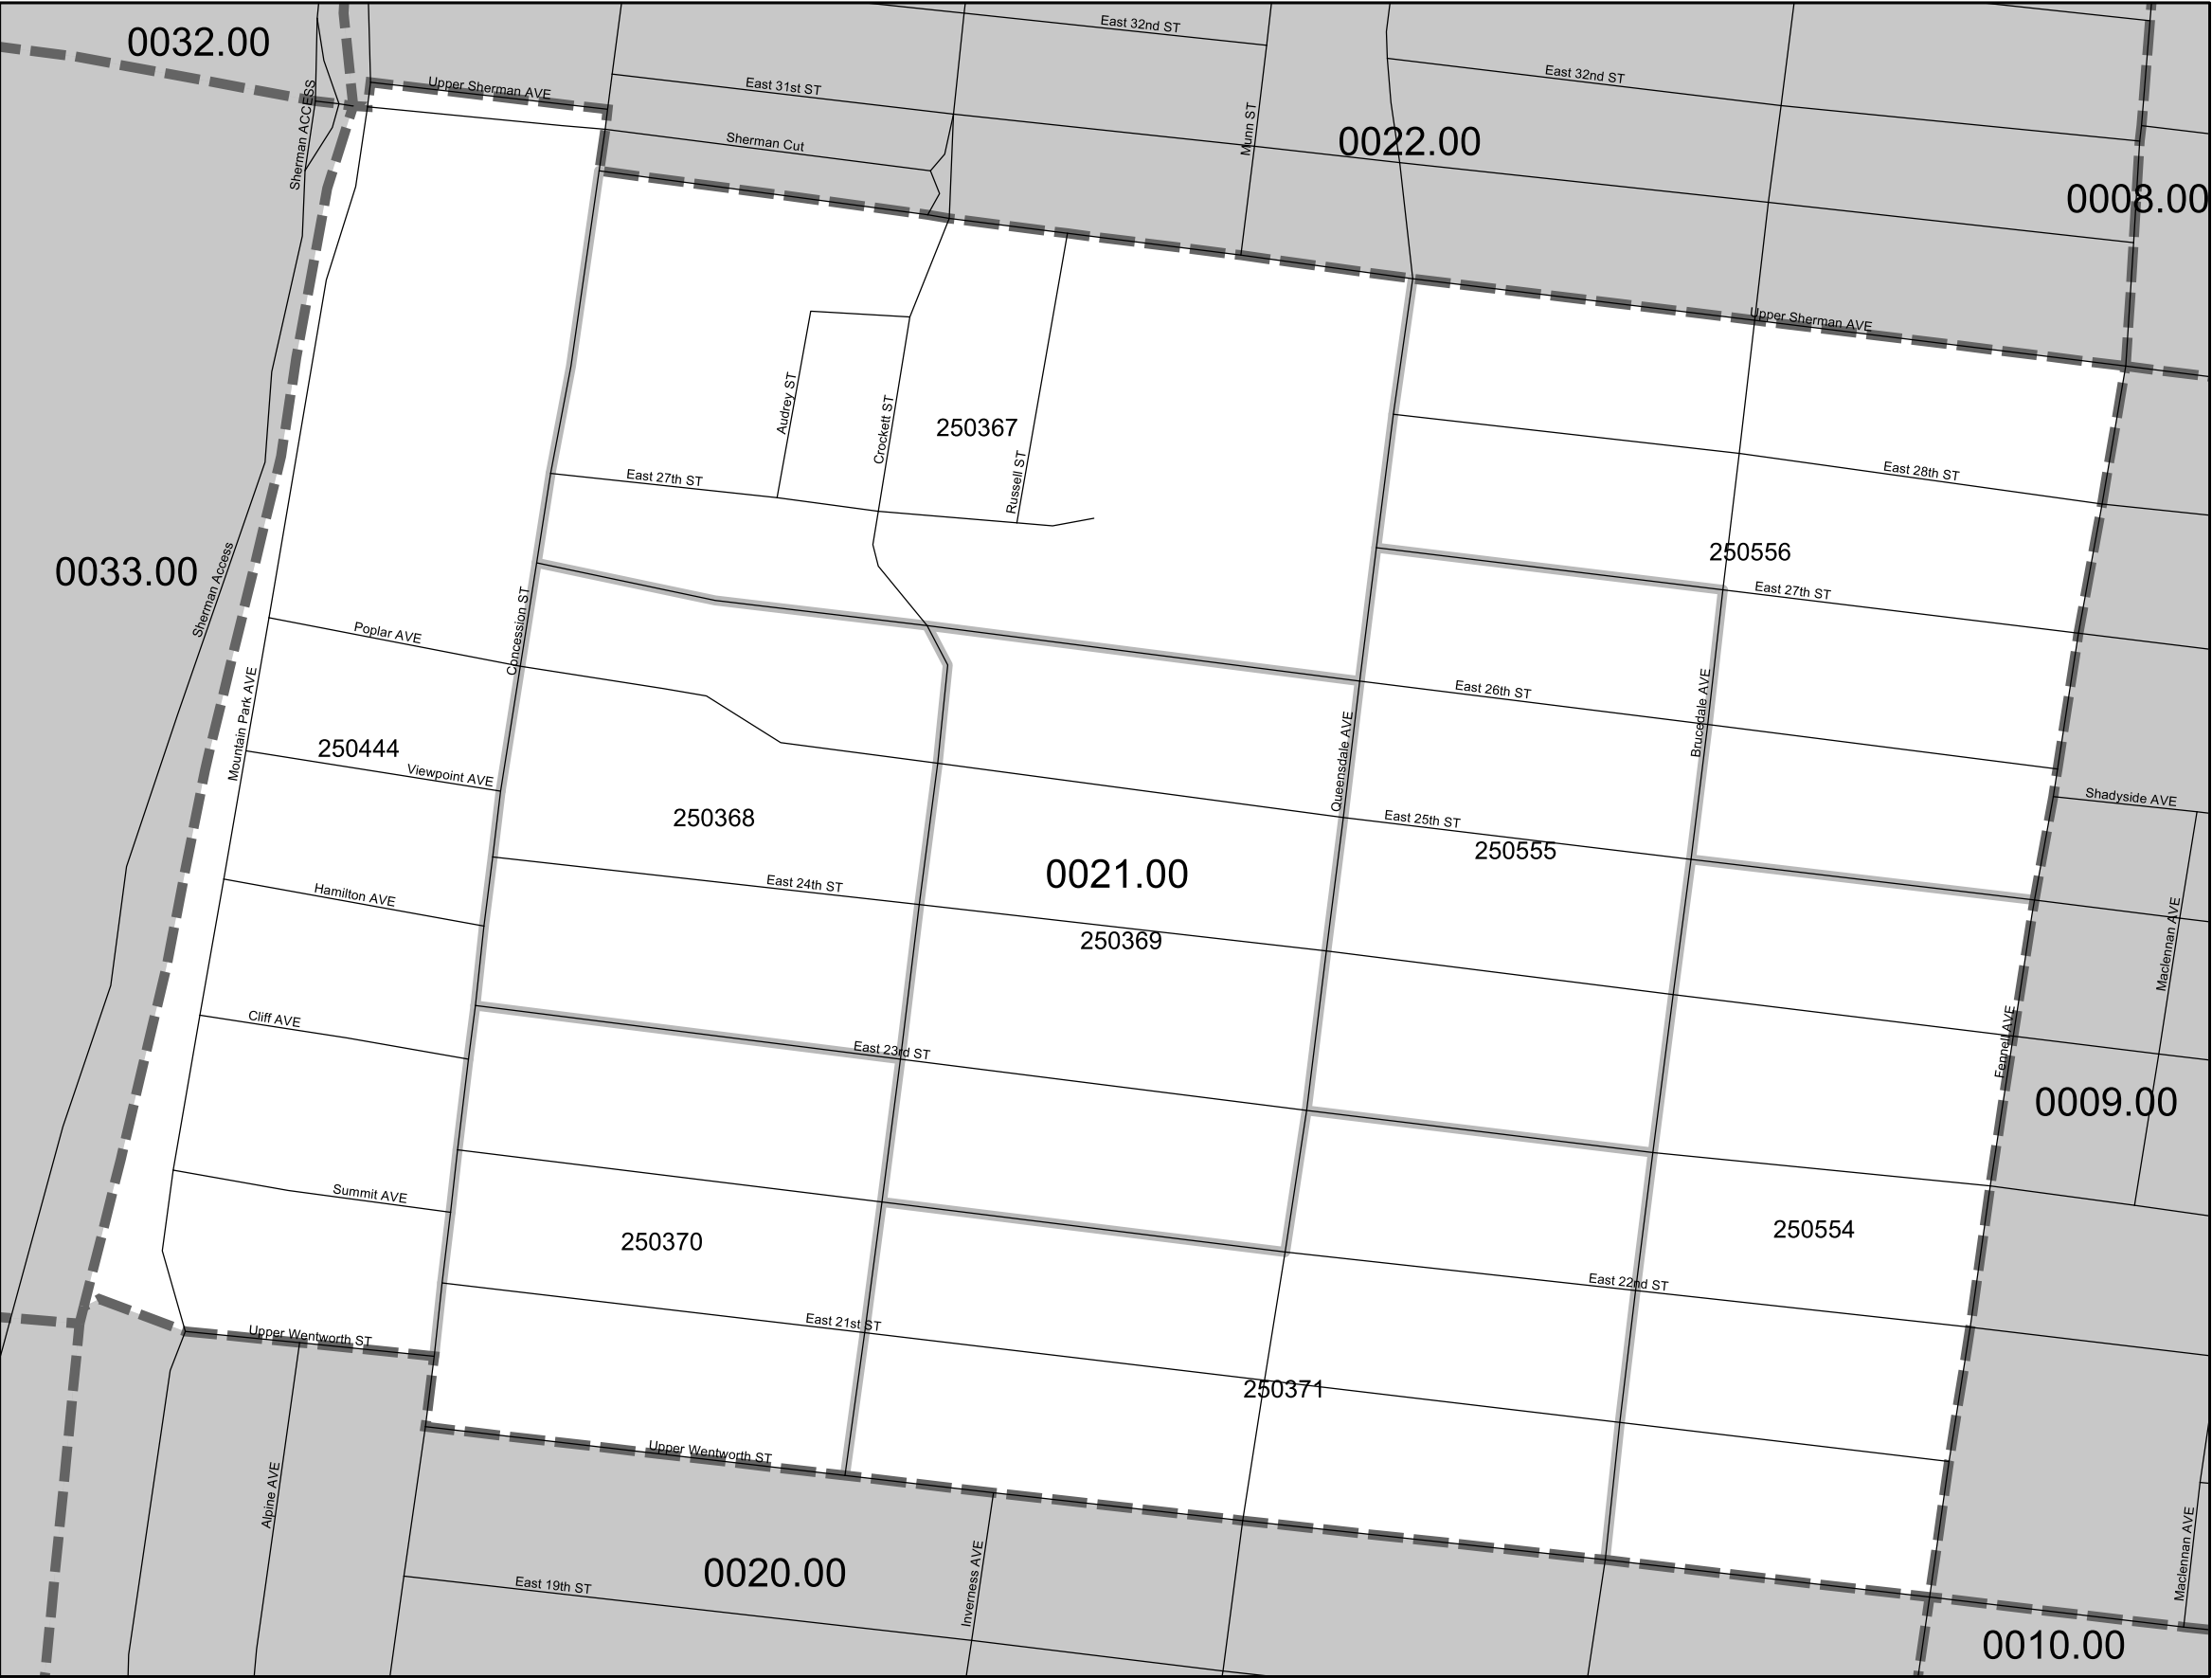 0032.00
East 32nd ST
East 32nd ST
Upper Sherman AVE
East 31st ST
Sherman ACCESS
Sherman Cut
Munn ST
0022.00
0008.00
Upper Sherman AVE
Audrey ST
Crockett ST
250367
Russell ST
East 27th ST
East 28th ST
250556
East 27th ST
0033.00
Sherman Access
Concession ST
Poplar AVE
Mountain Park AVE
250444
Viewpoint AVE
East 26th ST
Brucedale AVE
Queensdale AVE
Shadyside AVE
250368
East 25th ST
250555
0021.00
East 24th ST
Hamilton AVE
250369
Maclennan AVE
Cliff AVE
East 23rd ST
Fennell AVE
0009.00
Summit AVE
250370
250554
East 22nd ST
East 21st ST
Upper Wentworth ST
250371
Upper Wentworth ST
Alpine AVE
Inverness AVE
Maclennan AVE
0020.00
East 19th ST
0010.00